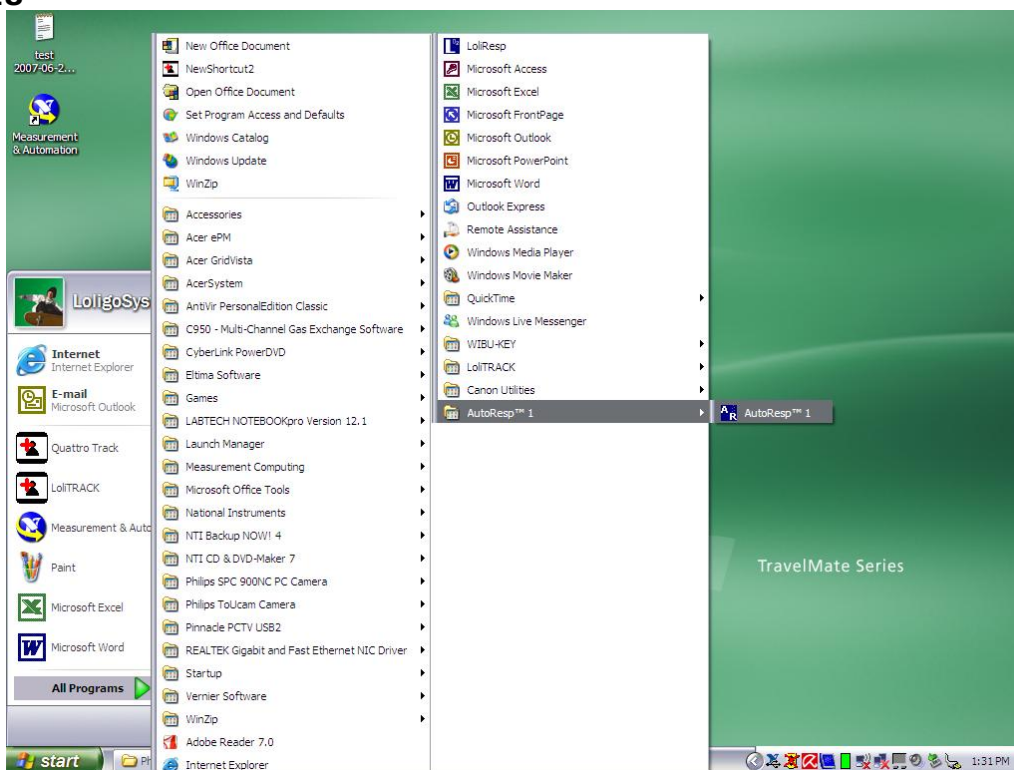 test
2007-06-2...
Measurement
& Automation
LoligoSys
Internet
Internet Explorer
E-mail
Microsoft Outlook
Quattro Track
LoliTRACK
Measurement & Auto
Paint
Microsoft Excel
Microsoft Word
All Programs
start
New Office Document
NewShortcut2
Open Office Document
Set Program Access and Defaults
Windows Catalog
Windows Update
WinZip
Accessories
Acer ePM
Acer GridVista
AcerSystem
AntiVir PersonalEdition Classic
C950 - Multi-Channel Gas Exchange Software
CyberLink PowerDVD
Eltima Software
Games
LABTECH NOTEBOOKpro Version 12.1
Launch Manager
Measurement Computing
Microsoft Office Tools
National Instruments
NTI Backup NOW! 4
NTI CD & DVD-Maker 7
Philips SPC 900NC PC Camera
Philips ToUcam Camera
Pinnacle PCTV USB2
REALTEK Gigabit and Fast Ethernet NIC Driver
Startup
Vernier Software
WinZip
Adobe Reader 7.0
Internet Explorer
LoliResp
Microsoft Access
Microsoft Excel
Microsoft FrontPage
Microsoft Outlook
Microsoft PowerPoint
Microsoft Word
Outlook Express
Remote Assistance
Windows Media Player
Windows Movie Maker
QuickTime
Windows Live Messenger
WIBU-KEY
LoliTRACK
Canon Utilities
AutoResp™ 1
AR AutoResp™ 1
TravelMate Series
1:31 PM